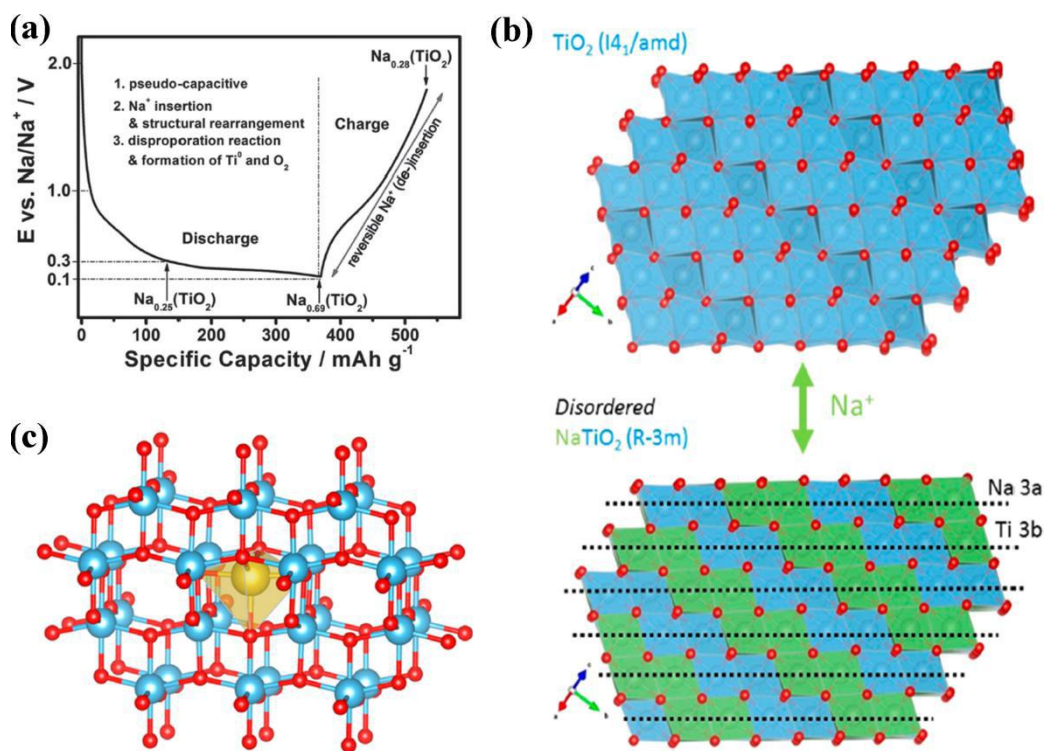 (a)
E vs. Na/Na⁺ / V
2.0
1.0
0.3
0.1
1. pseudo-capacitive
2. Na⁺ insertion
& structural rearrangement
3. disproporation reaction
& formation of Ti⁰ and O₂
Na₀.₂₈(TiO₂)
Charge
reversible Na⁺ (de-)insertion
Discharge
Na₀.₂₅(TiO₂)
Na₀.₆₉(TiO₂)
0 100 200 300 400 500
Specific Capacity / mAh g⁻¹
(b)
TiO₂ (I4₁/amd)
c
a
b
Na⁺
Disordered
NaTiO₂ (R-3m)
Na 3a
Ti 3b
c
a
b
(c)